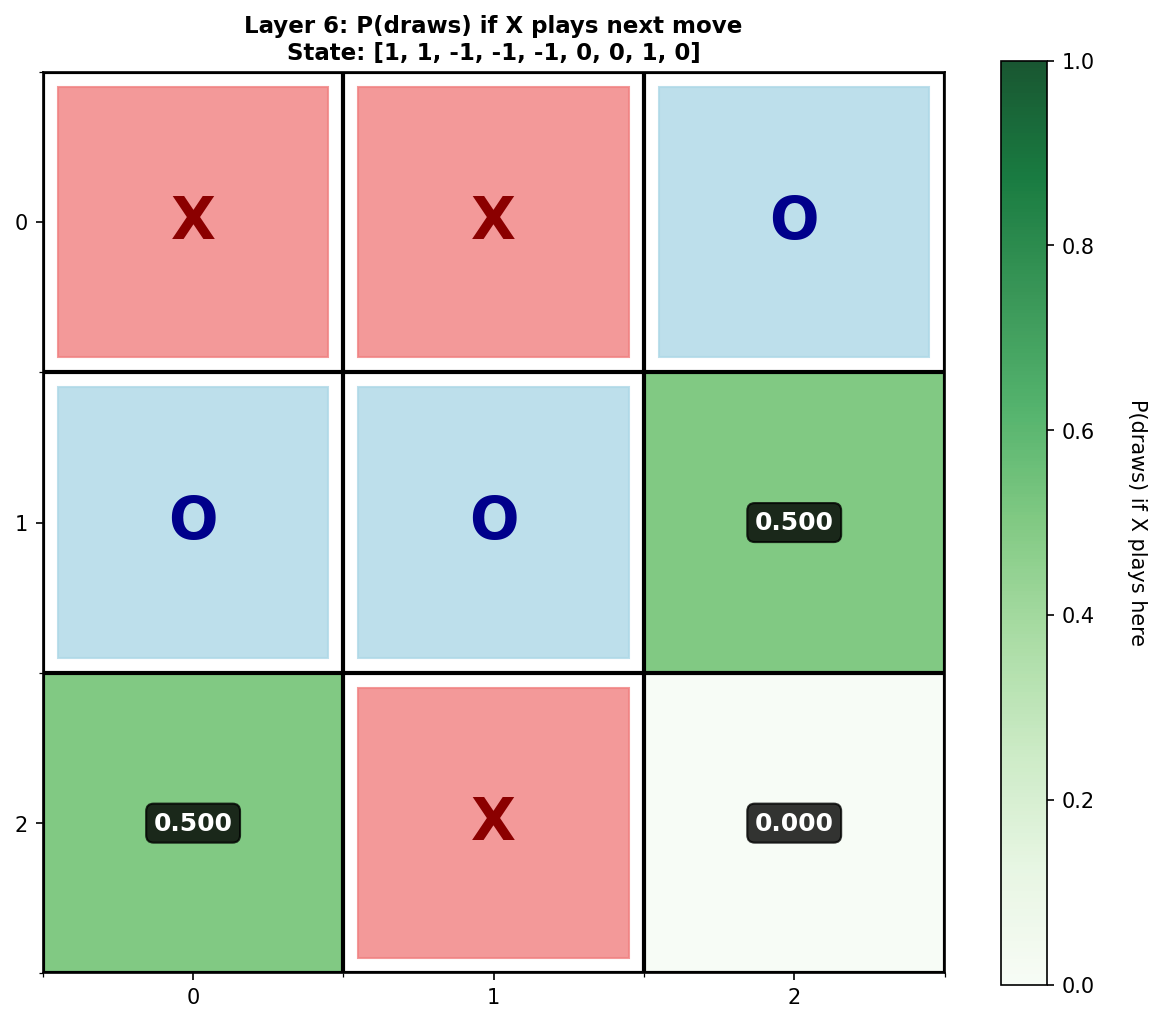 Layer 6: P(draws) if X plays next move
State: [1, 1, -1, -1, -1, 0, 0, 1, 0]
0
X
X
O
1
O
O
0.500
2
0.500
X
0.000
0
1
2
1.0
0.8
0.6
0.4
0.2
0.0
P(draws) if X plays here